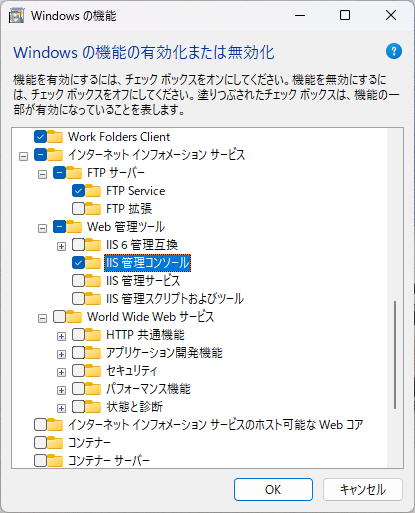 Windows の機能
Windows の機能の有効化または無効化
機能を有効にするには、チェック ボックスをオンにしてください。機能を無効にするに
は、チェック ボックスをオフにしてください。塗りつぶされたチェック ボックスは、機能の一
部が有効になっていることを表します。
Work Folders Client
インターネット インフォメーション サービス
FTP サーバー
FTP Service
FTP 拡張
Web 管理ツール
IIS 6 管理互換
IIS 管理コンソール
IIS 管理サービス
IIS 管理スクリプトおよびツール
World Wide Web サービス
HTTP 共通機能
アプリケーション開発機能
セキュリティ
パフォーマンス機能
状態と診断
インターネット インフォメーション サービスのホスト可能な Web コア
コンテナー
コンテナー サーバー
OK
キャンセル